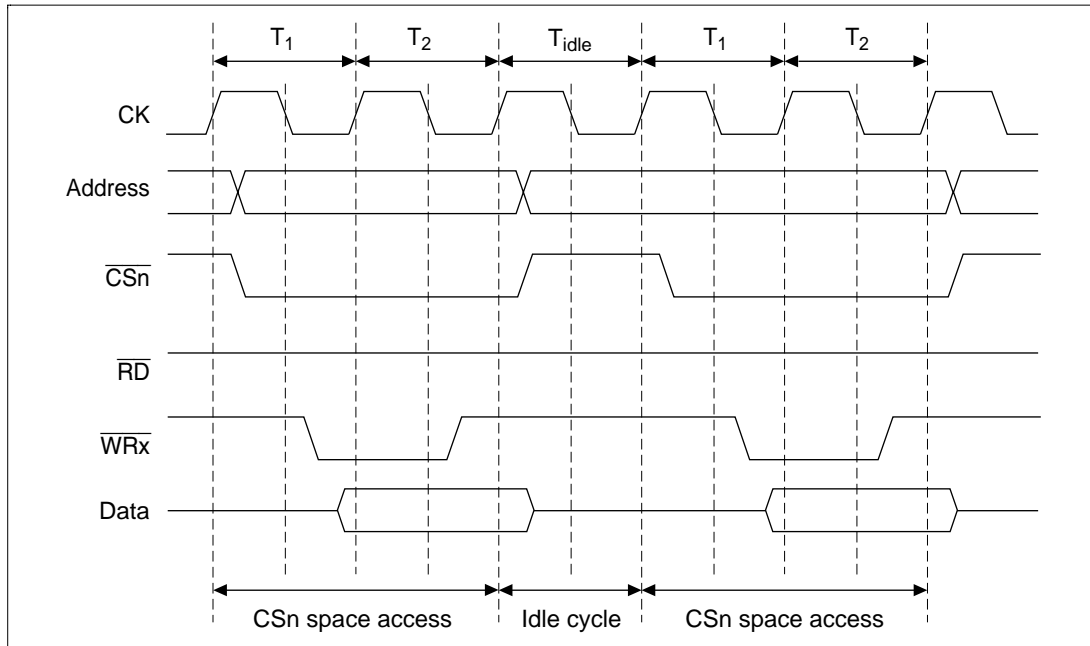 T1 T2 Tidle T1 T2
CK
Address
CSn
RD
WRx
Data
CSn space access Idle cycle CSn space access